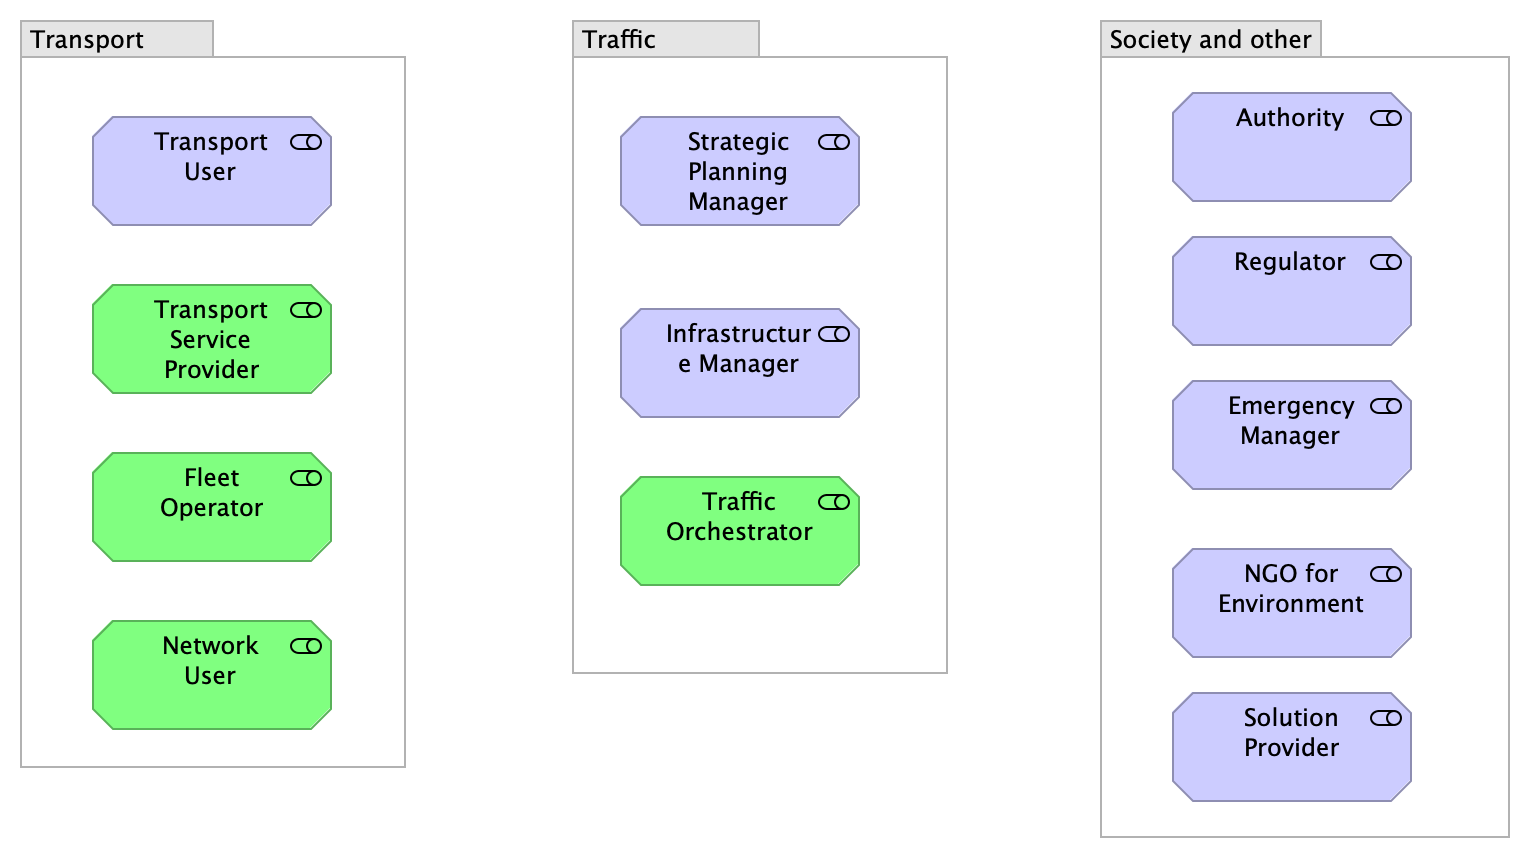 Transport
Transport
User
Transport
Service
Provider
Fleet
Operator
Network
User
Traffic
Strategic
Planning
Manager
Infrastructur
e Manager
Traffic
Orchestrator
Society and other
Authority
Regulator
Emergency
Manager
NGO for
Environment
Solution
Provider